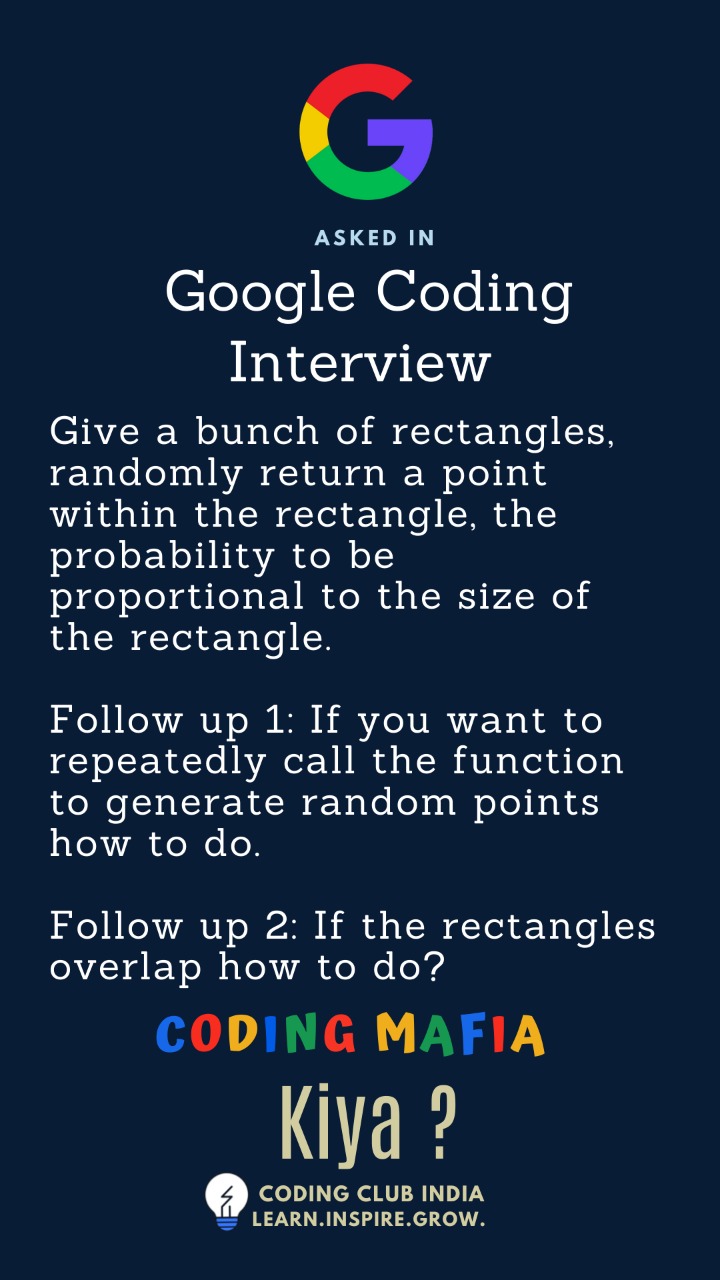 G
ASKED IN
Google Coding
Interview
Give a bunch of rectangles,
randomly return a point
within the rectangle, the
probability to be
proportional to the size of
the rectangle.
Follow up 1: If you want to
repeatedly call the function
to generate random points
how to do.
Follow up 2: If the rectangles
overlap how to do?
CODING MAFIA
Kiya ?
CODING CLUB INDIA
LEARN.INSPIRE.GROW.